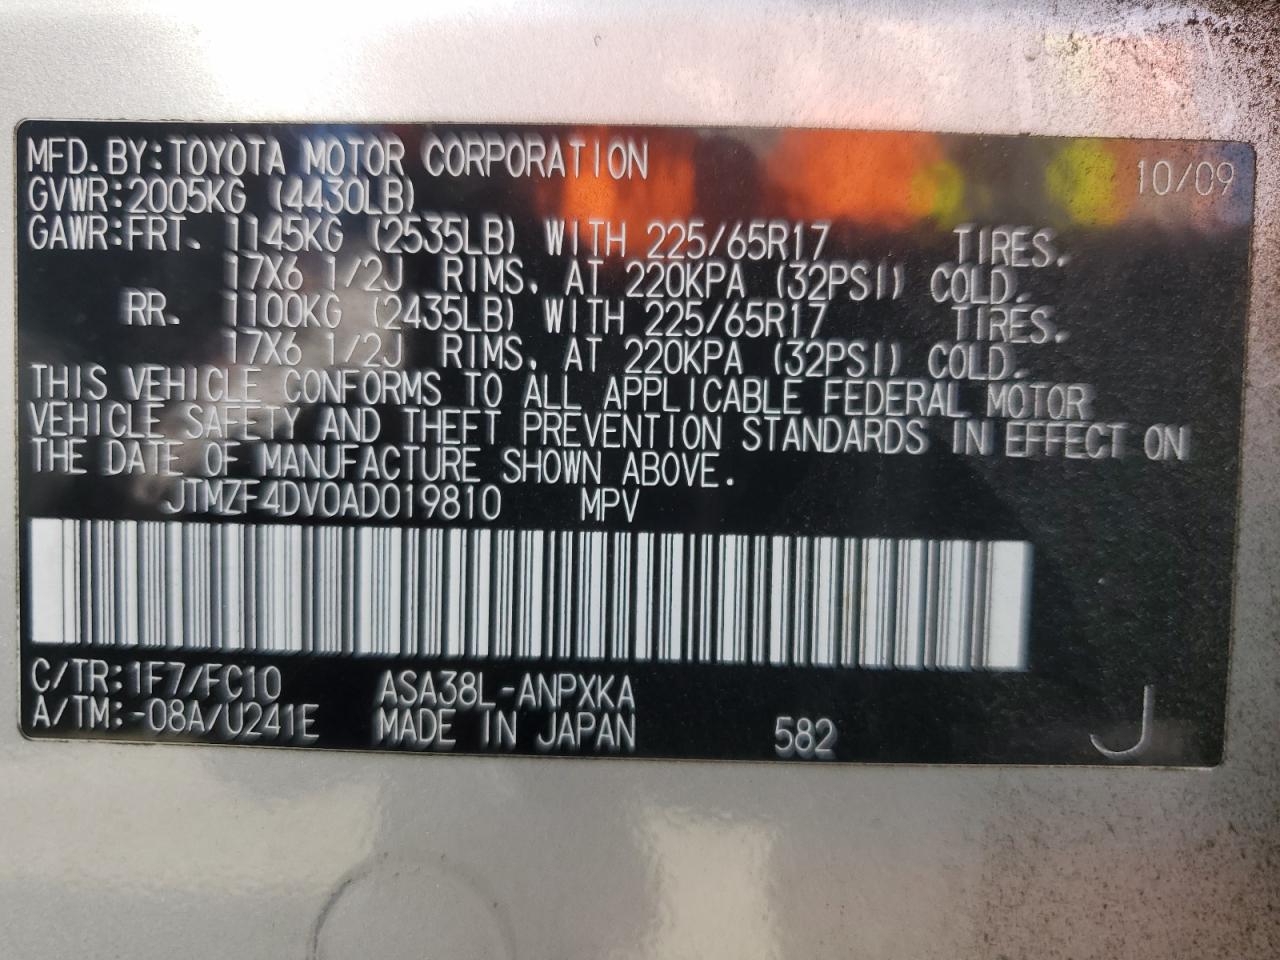 MFD. BY:TOYOTA MOTOR CORPORATION 10/09
GVWR:2005KG (4430LB)
GAWR:FRT. 1145KG (2535LB) WITH 225/65R17 TIRES.
17X6 1/2J RIMS, AT 220KPA (32PSI) COLD.
RR. 1100KG (2435LB) WITH 225/65R17 TIRES.
17X6 1/2J RIMS, AT 220KPA (32PSI) COLD.
THIS VEHICLE CONFORMS TO ALL APPLICABLE FEDERAL MOTOR
VEHICLE SAFETY AND THEFT PREVENTION STANDARDS IN EFFECT ON
THE DATE OF MANUFACTURE SHOWN ABOVE.
JTMZF4DV0AD019810 MPV
C/TR:1F7/FC10 ASA38L-ANPXKA
A/TM:-08A/U241E MADE IN JAPAN 582 J